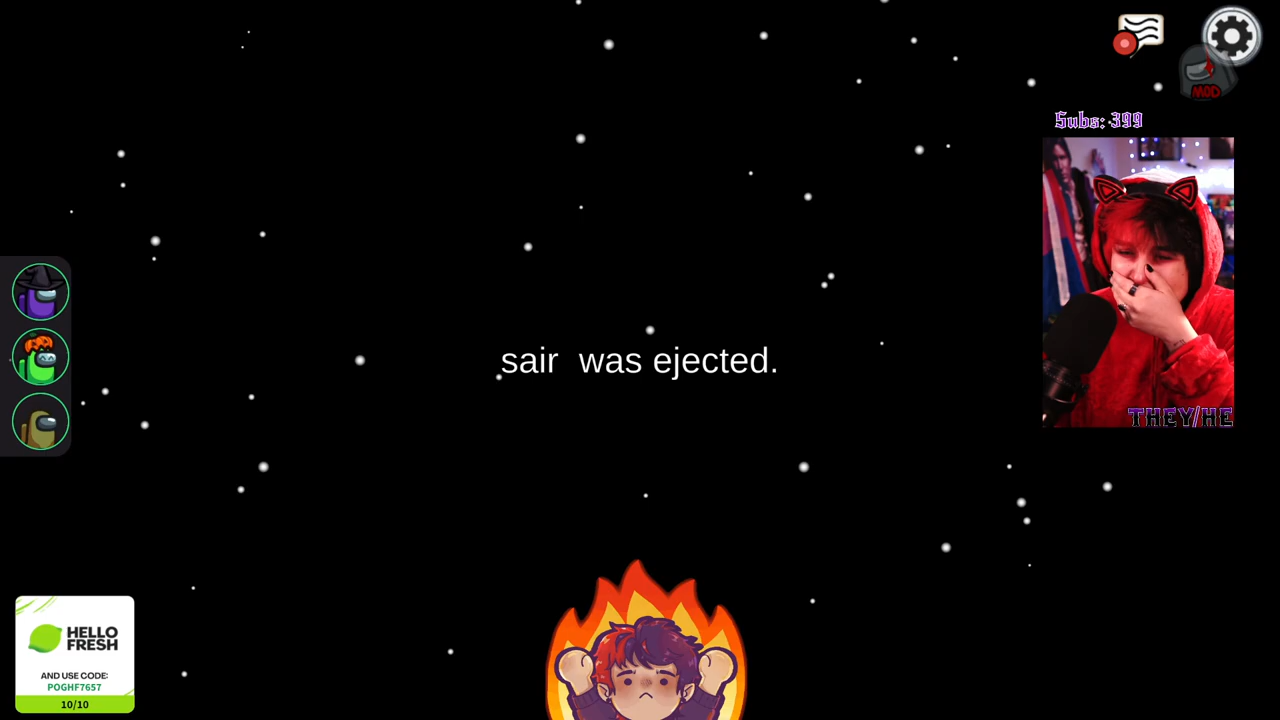 MOD
Subs: 399
sair was ejected.
THEY/HE
HELLO
FRESH
AND USE CODE:
POGHF7657
10/10